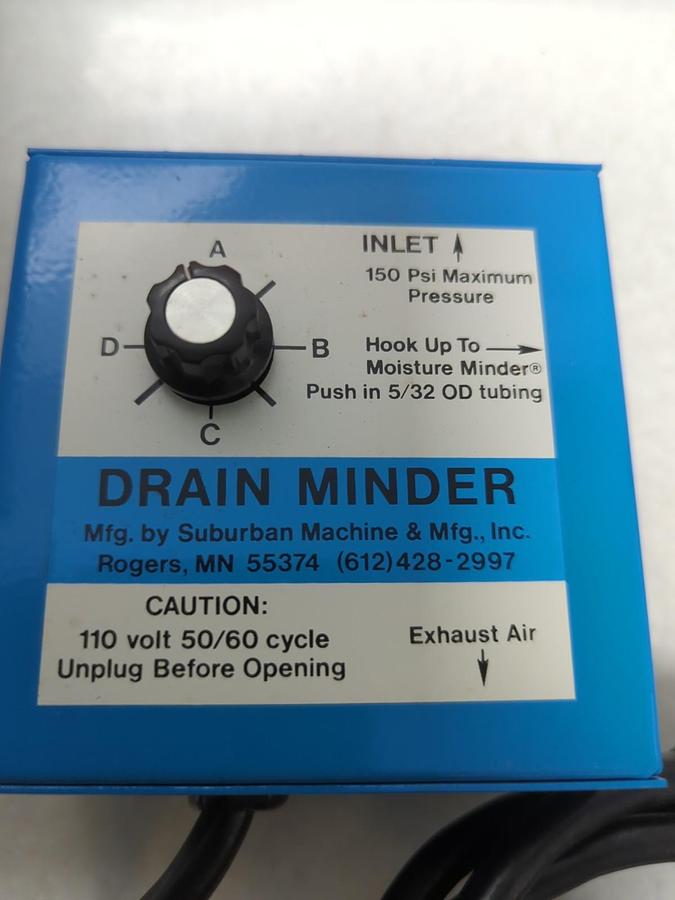 A
D
B
C
INLET
150 Psi Maximum
Pressure
Hook Up To
Moisture Minder®
Push in 5/32 OD tubing
DRAIN MINDER
Mfg. by Suburban Machine & Mfg., Inc.
Rogers, MN 55374 (612)428-2997
CAUTION:
110 volt 50/60 cycle
Unplug Before Opening
Exhaust Air